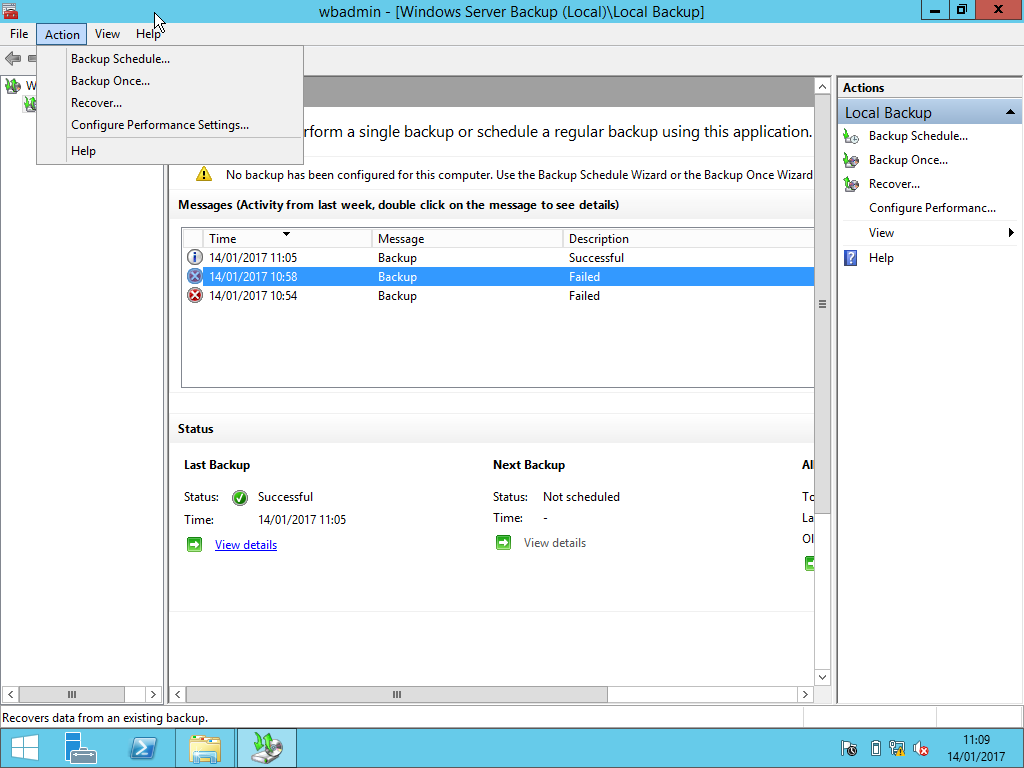 wbadmin - [Windows Server Backup (Local)\Local Backup]
File Action View Help
Backup Schedule...
Backup Once...
Recover...
Configure Performance Settings...
Help
W
rform a single backup or schedule a regular backup using this application.
No backup has been configured for this computer. Use the Backup Schedule Wizard or the Backup Once Wizard
Messages (Activity from last week, double click on the message to see details)
Time Message Description
14/01/2017 11:05 Backup Successful
14/01/2017 10:58 Backup Failed
14/01/2017 10:54 Backup Failed
Status
Last Backup
Status: Successful
Time: 14/01/2017 11:05
View details
Next Backup
Status: Not scheduled
Time: -
View details
Al
To
La
Ol
Actions
Local Backup
Backup Schedule...
Backup Once...
Recover...
Configure Performanc...
View
Help
Recovers data from an existing backup.
11:09
14/01/2017